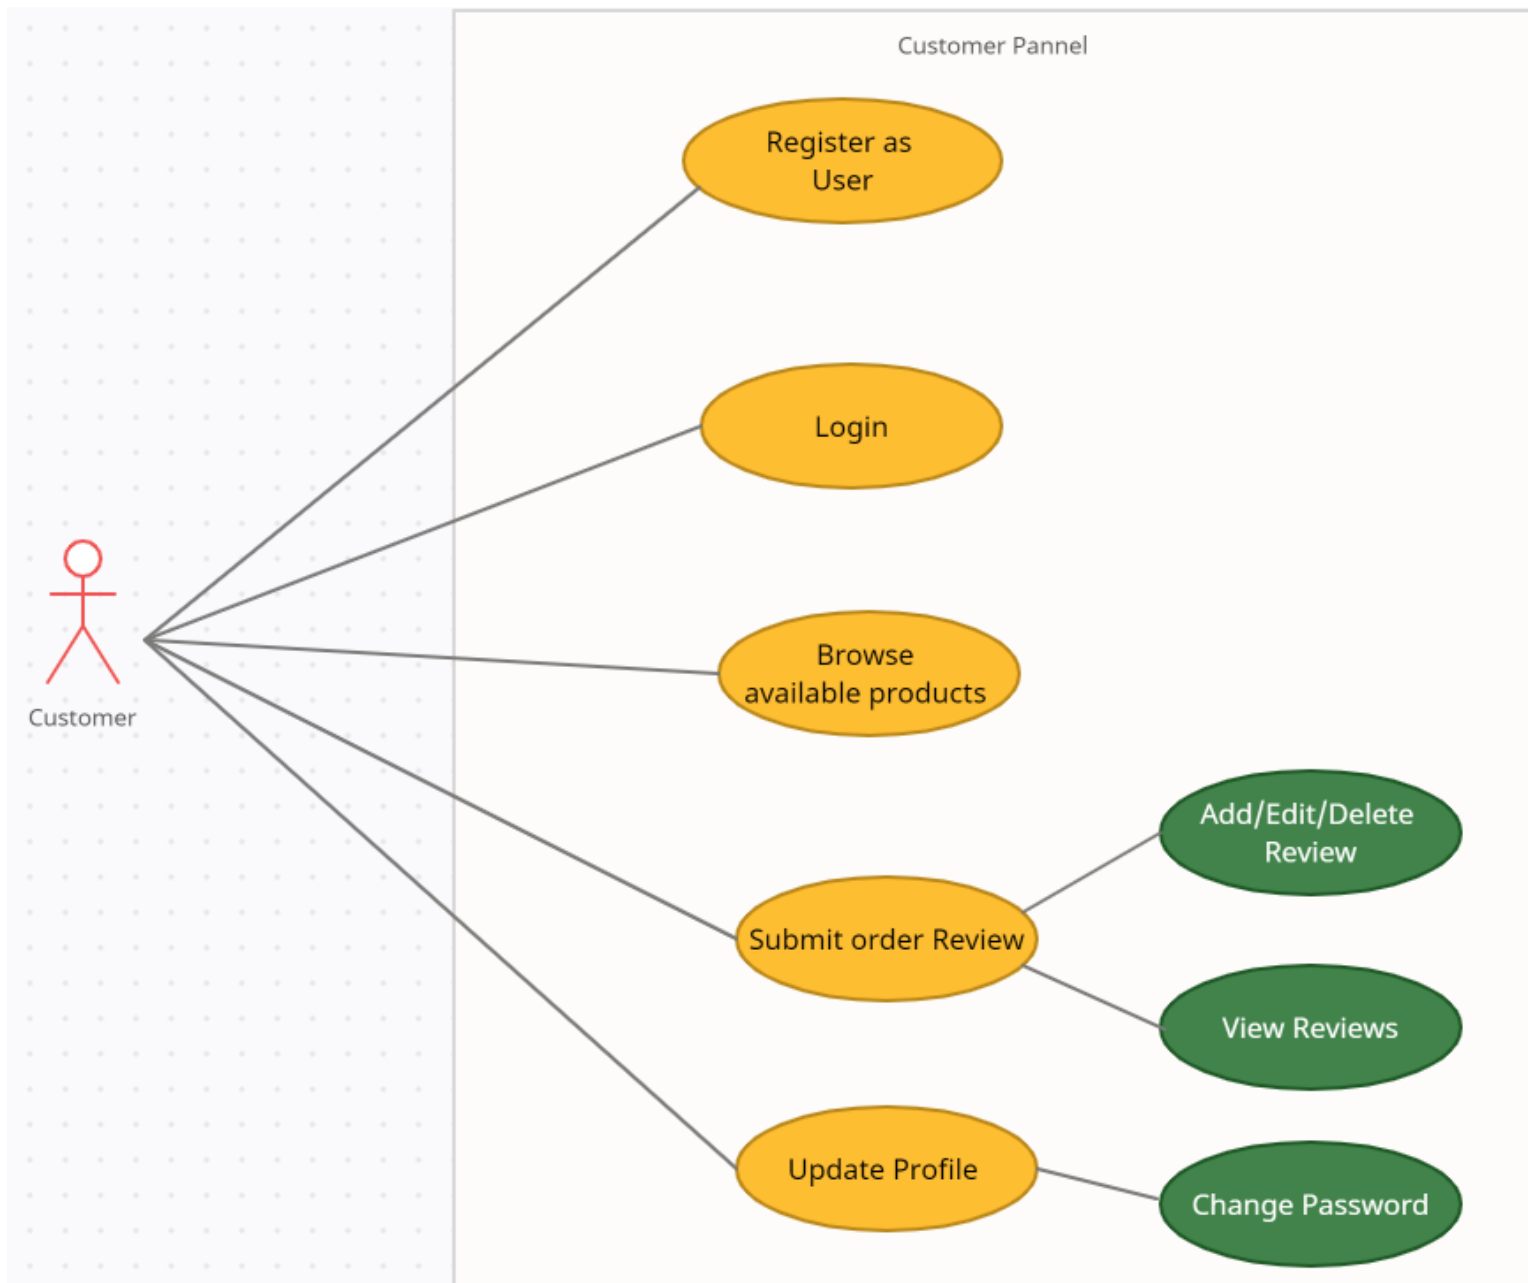 Customer Pannel
Register as
User
Login
Browse
available products
Customer
Add/Edit/Delete
Review
Submit order Review
View Reviews
Update Profile
Change Password